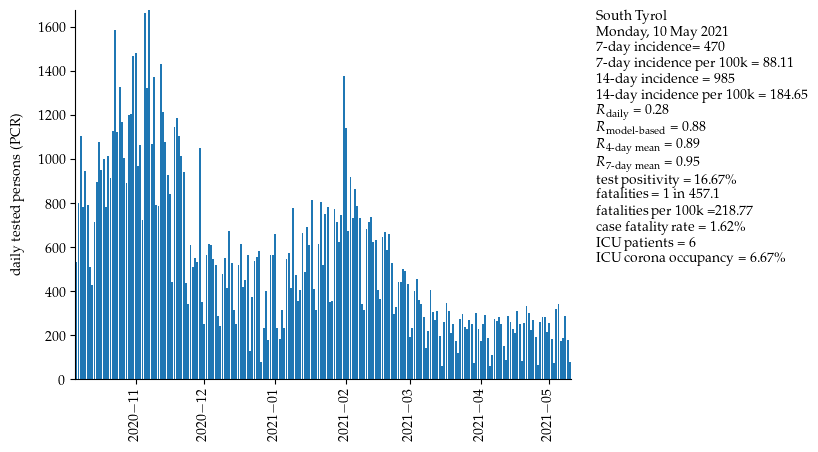 South Tyrol
Monday, 10 May 2021
7-day incidence= 470
7-day incidence per 100k = 88.11
14-day incidence = 985
14-day incidence per 100k = 184.65
R daily = 0.28
R model-based = 0.88
R 4-day mean = 0.89
R 7-day mean = 0.95
test positivity = 16.67%
fatalities = 1 in 457.1
fatalities per 100k =218.77
case fatality rate = 1.62%
ICU patients = 6
ICU corona occupancy = 6.67%
daily tested persons (PCR)
1600
1400
1200
1000
800
600
400
200
0
2020−11
2020−12
2021−01
2021−02
2021−03
2021−04
2021−05